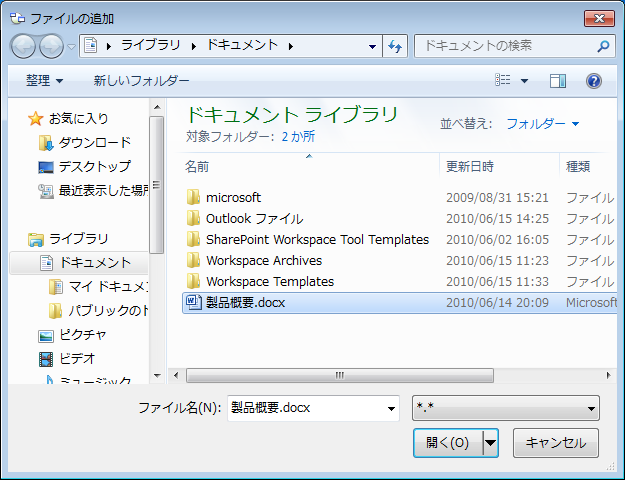 ファイルの追加
ライブラリ ドキュメント
ドキュメントの検索
整理 新しいフォルダー
お気に入り
ダウンロード
デスクトップ
最近表示した場所
ライブラリ
ドキュメント
マイ ドキュメン
パブリックのド
ピクチャ
ビデオ
ミュージック
ドキュメント ライブラリ
対象フォルダー: 2 か所
並べ替え: フォルダー
名前 更新日時 種類
microsoft 2009/08/31 15:21 ファイル
Outlook ファイル 2010/06/15 14:25 ファイル
SharePoint Workspace Tool Templates 2010/06/02 16:05 ファイル
Workspace Archives 2010/06/15 11:23 ファイル
Workspace Templates 2010/06/15 11:33 ファイル
製品概要.docx 2010/06/14 20:09 Microsoft
ファイル名(N): 製品概要.docx *.*
開く(O) キャンセル